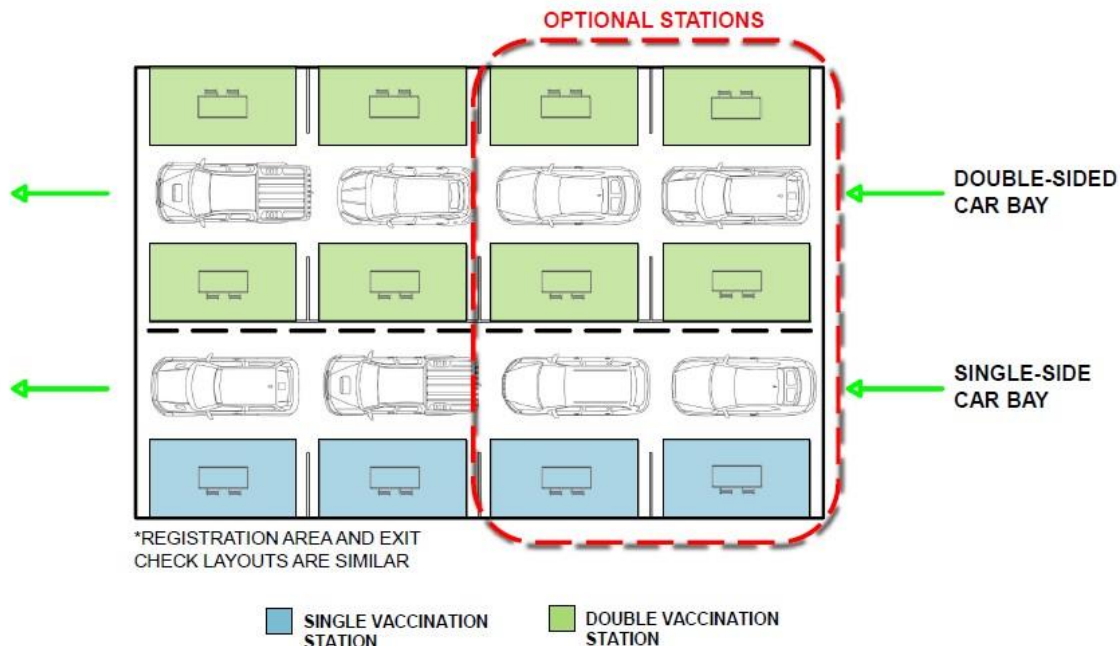 OPTIONAL STATIONS
DOUBLE-SIDED
CAR BAY
SINGLE-SIDE
CAR BAY
*REGISTRATION AREA AND EXIT
CHECK LAYOUTS ARE SIMILAR
SINGLE VACCINATION
STATION
DOUBLE VACCINATION
STATION